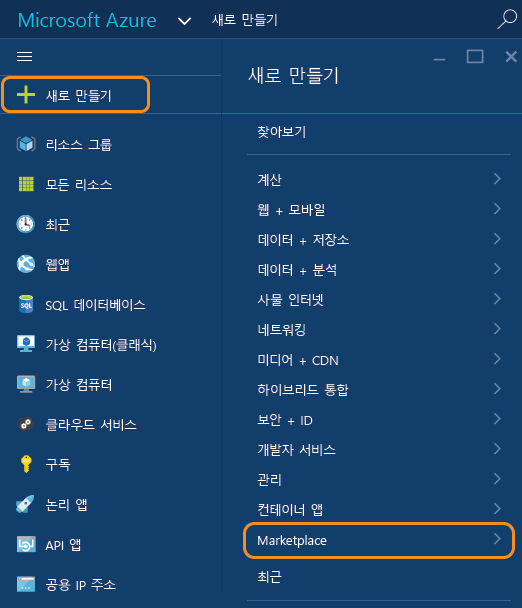 Microsoft Azure 새로 만들기
새로 만들기
리소스 그룹
모든 리소스
최근
웹앱
SQL 데이터베이스
가상 컴퓨터(클래식)
가상 컴퓨터
클라우드 서비스
구독
논리 앱
API 앱
공용 IP 주소
새로 만들기
찾아보기
계산
웹 + 모바일
데이터 + 저장소
데이터 + 분석
사물 인터넷
네트워킹
미디어 + CDN
하이브리드 통합
보안 + ID
개발자 서비스
관리
컨테이너 앱
Marketplace
최근